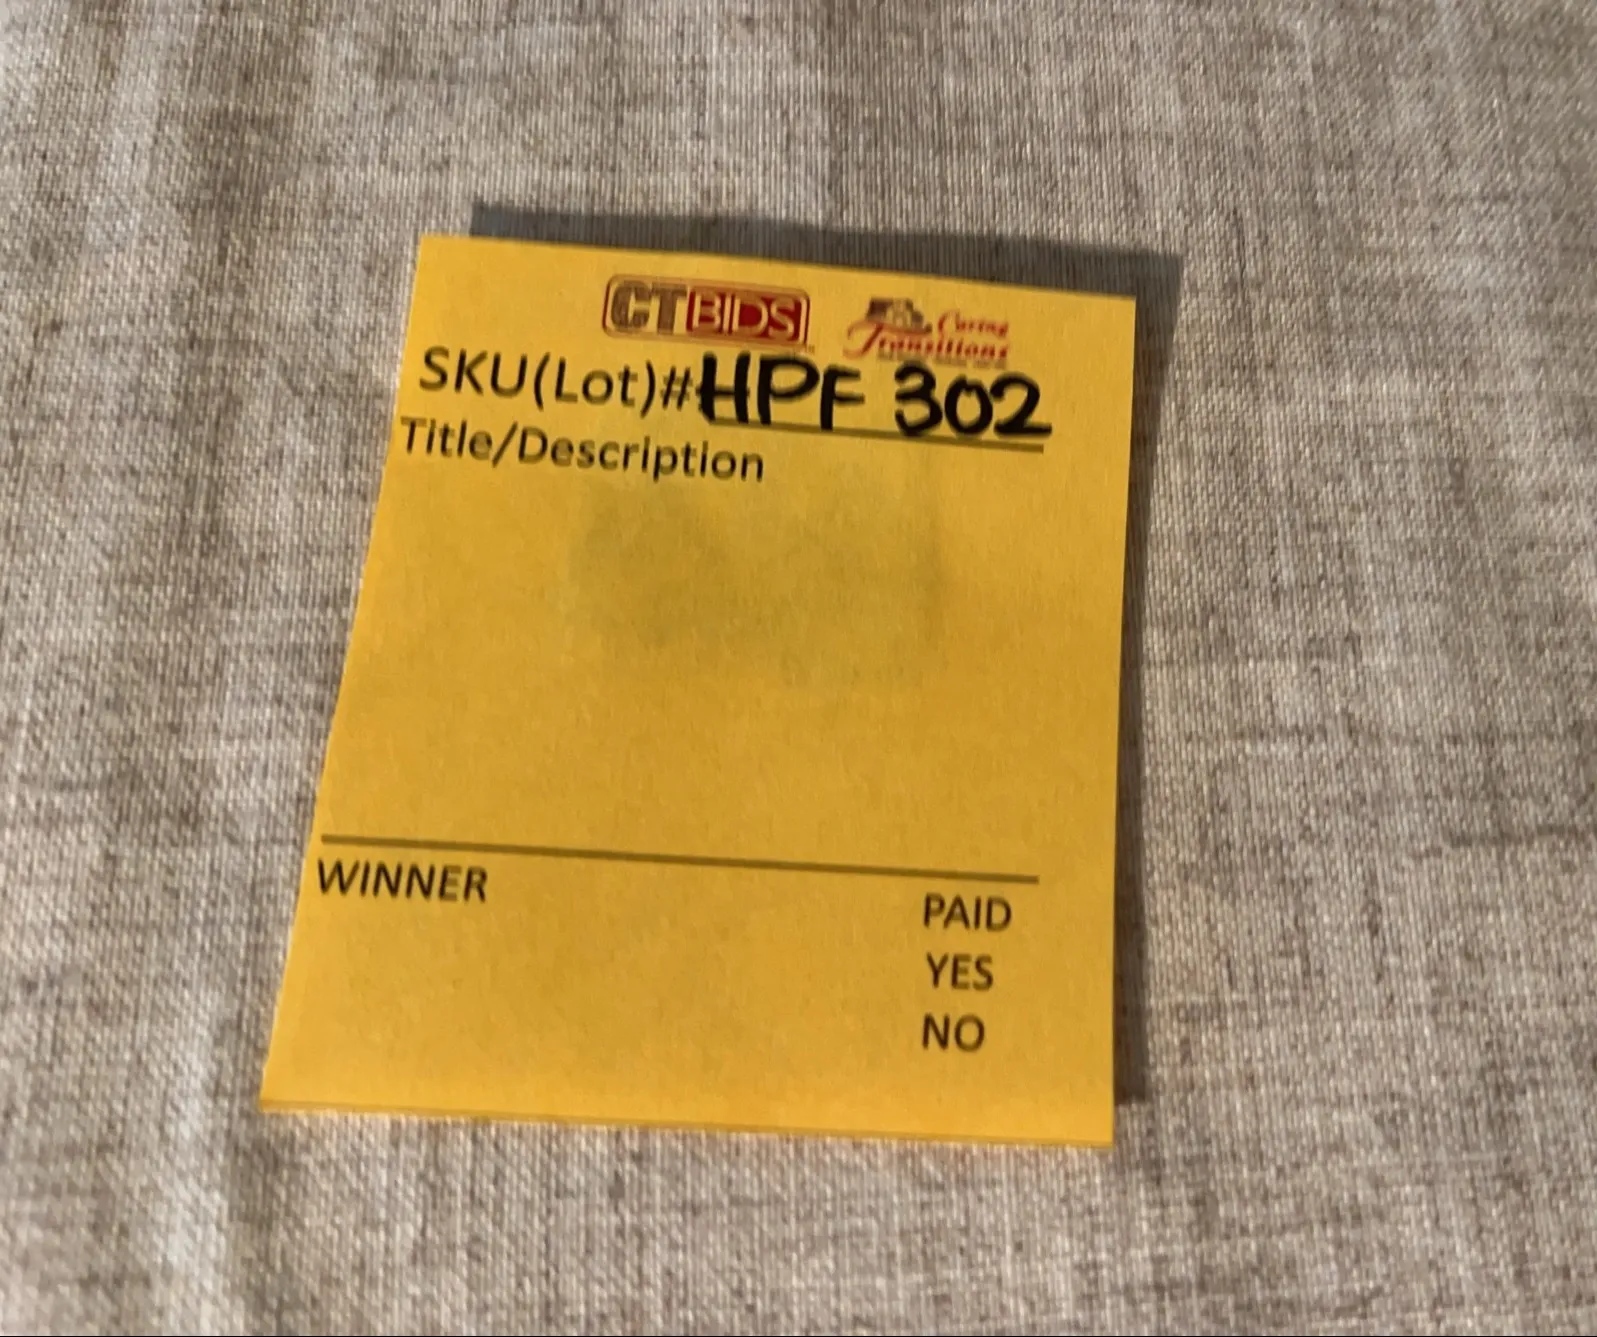 CTBIDS
Caring
Transitions
SKU(Lot)#HPF 302
Title/Description
WINNER
PAID
YES
NO